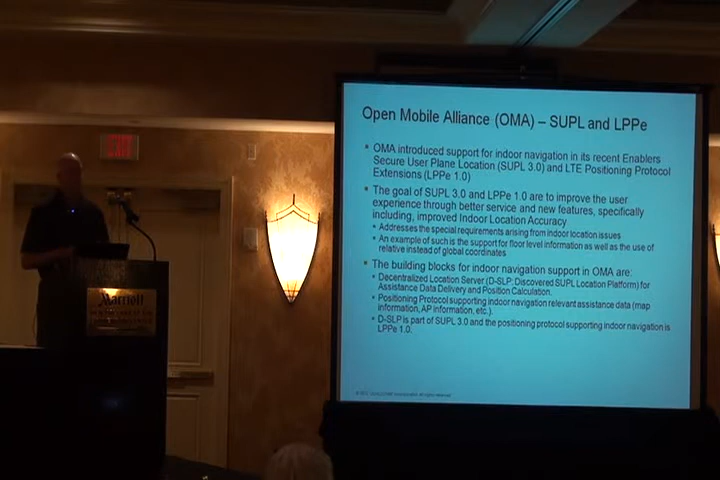 Open Mobile Alliance (OMA) – SUPL and LPPe
OMA introduced support for indoor navigation in its recent Enablers
Secure User Plane Location (SUPL 3.0) and LTE Positioning Protocol
Extensions (LPPe 1.0)
The goal of SUPL 3.0 and LPPe 1.0 are to improve the user
experience through better service and new features, specifically
including, improved Indoor Location Accuracy
Addresses the special requirements arising from indoor location issues
An example of such is the support for floor level information as well as the use of
relative instead of global coordinates
The building blocks for indoor navigation support in OMA are:
Decentralized Location Server (D-SLP: Discovered SUPL Location Platform) for
Assistance Data Delivery and Position Calculation.
Positioning Protocol supporting indoor navigation relevant assistance data (map
information, AP information, etc.).
D-SLP is part of SUPL 3.0 and the positioning protocol supporting indoor navigation is
LPPe 1.0.
Marriott